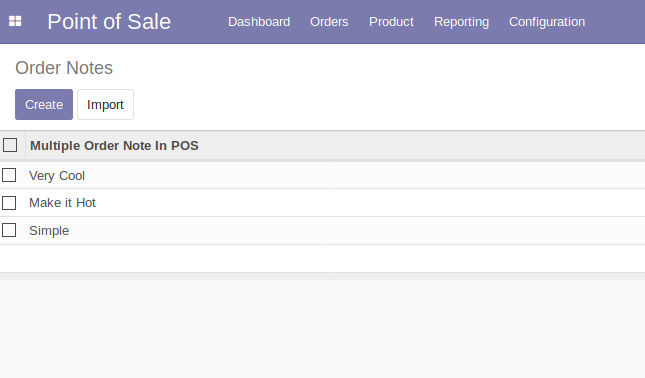 Point of Sale Dashboard Orders Product Reporting Configuration
Order Notes
Create Import
Multiple Order Note In POS
Very Cool
Make it Hot
Simple